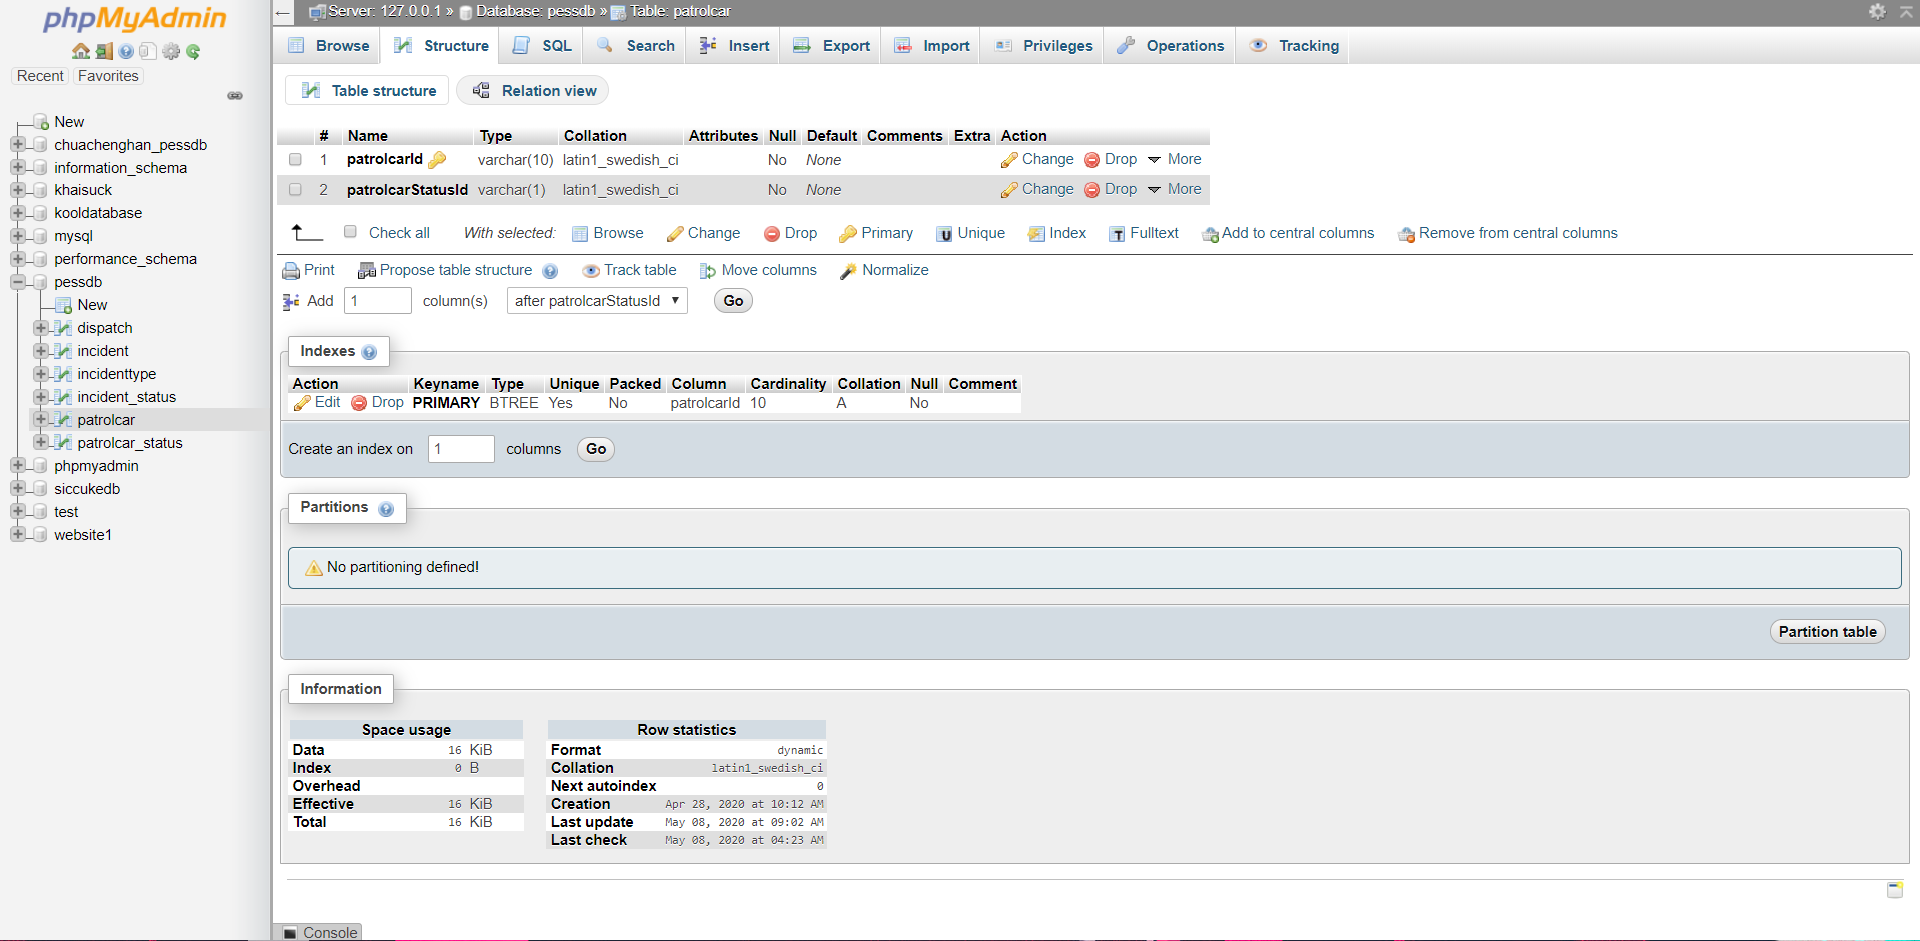 phpMyAdmin
Recent Favorites
New
chuachenghan_pessdb
information_schema
khaisuck
kooldatabase
mysql
performance_schema
pessdb
New
dispatch
incident
incidenttype
incident_status
patrolcar
patrolcar_status
phpmyadmin
siccukedb
test
website1
Server: 127.0.0.1 » Database: pessdb » Table: patrolcar
Browse Structure SQL Search Insert Export Import Privileges Operations Tracking
Table structure Relation view
# Name Type Collation Attributes Null Default Comments Extra Action
1 patrolcarId varchar(10) latin1_swedish_ci No None Change Drop More
2 patrolcarStatusId varchar(1) latin1_swedish_ci No None Change Drop More
Check all With selected: Browse Change Drop Primary Unique Index Fulltext Add to central columns Remove from central columns
Print Propose table structure Track table Move columns Normalize
Add 1 column(s) after patrolcarStatusId Go
Indexes
Action Keyname Type Unique Packed Column Cardinality Collation Null Comment
Edit Drop PRIMARY BTREE Yes No patrolcarId 10 A No
Create an index on 1 columns Go
Partitions
No partitioning defined!
Partition table
Information
Space usage
Data 16 KiB
Index 0 B
Overhead
Effective 16 KiB
Total 16 KiB
Row statistics
Format dynamic
Collation latin1_swedish_ci
Next autoindex 0
Creation Apr 28, 2020 at 10:12 AM
Last update May 08, 2020 at 09:02 AM
Last check May 08, 2020 at 04:23 AM
Console